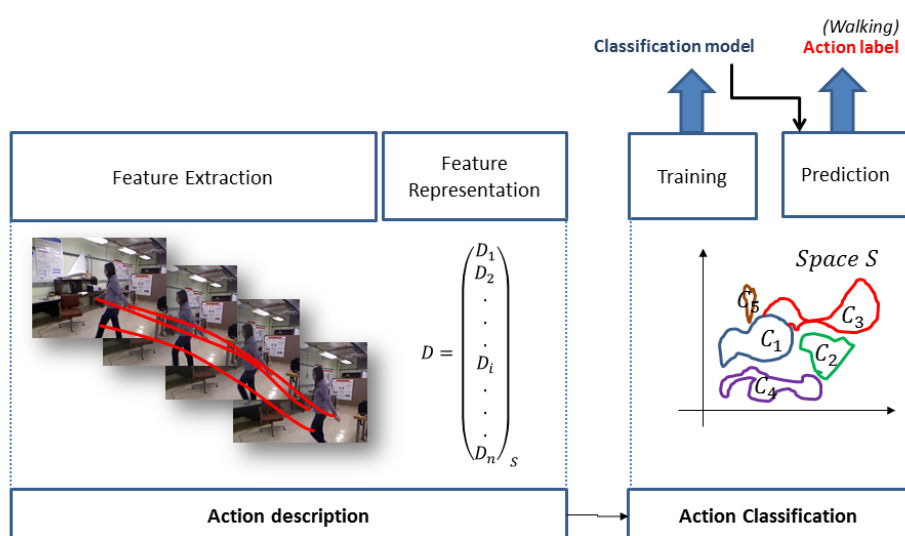 (Walking)
Classification model
Action label
Feature Extraction
Feature
Representation
Training
Prediction
D =
D₁
D₂
.
.
.
Dᵢ
.
.
.
Dₙ
S
Space S
C₅
C₃
C₁
C₂
C₄
Action description
Action Classification